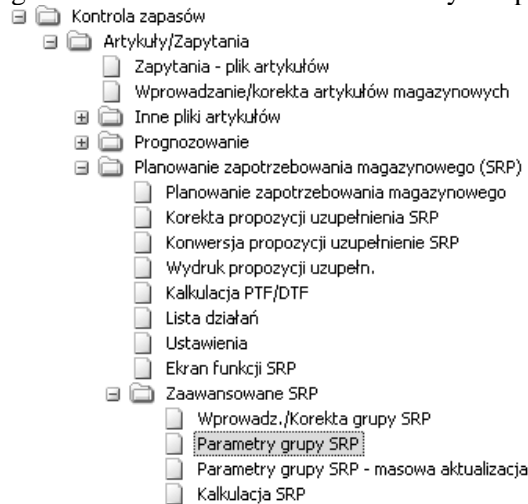 Kontrola zapasów
Artykuły/Zapytania
Zapytania - plik artykułów
Wprowadzanie/korekta artykułów magazynowych
Inne pliki artykułów
Prognozowanie
Planowanie zapotrzebowania magazynowego (SRP)
Planowanie zapotrzebowania magazynowego
Korekta propozycji uzupełnienia SRP
Konwersja propozycji uzupełnienie SRP
Wydruk propozycji uzupełn.
Kalkulacja PTF/DTF
Lista działań
Ustawienia
Ekran funkcji SRP
Zaawansowane SRP
Wprowadz./Korekta grupy SRP
Parametry grupy SRP
Parametry grupy SRP - masowa aktualizacja
Kalkulacja SRP